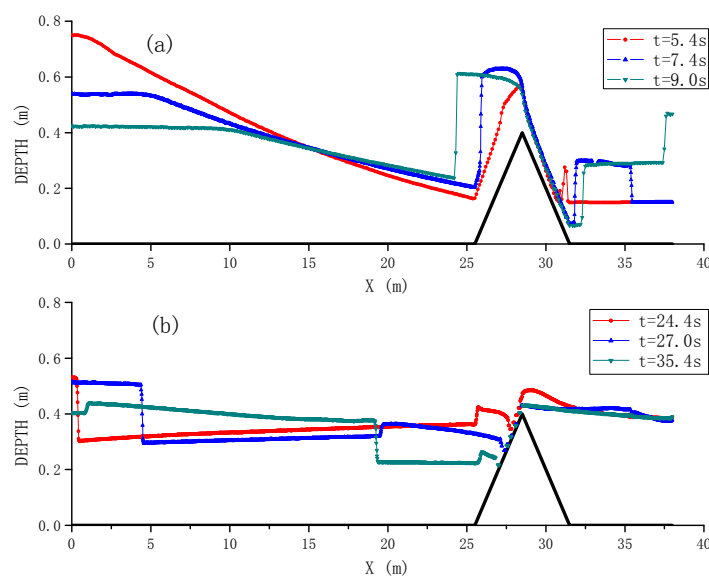 (a)
t=5.4s
t=7.4s
t=9.0s
DEPTH (m)
0.8
0.6
0.4
0.2
0.0
0 5 10 15 20 25 30 35 40
X (m)
(b)
t=24.4s
t=27.0s
t=35.4s
DEPTH (m)
0.8
0.6
0.4
0.2
0.0
0 5 10 15 20 25 30 35 40
X (m)